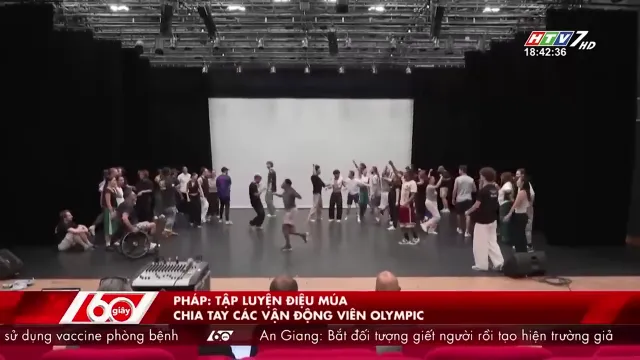 HTV7 HD
18:42:36
60 giây
PHÁP: TẬP LUYỆN ĐIỆU MÚA
CHIA TAY CÁC VẬN ĐỘNG VIÊN OLYMPIC
sử dụng vaccine phòng bệnh 60 An Giang: Bắt đối tượng giết người rồi tạo hiện trường giả